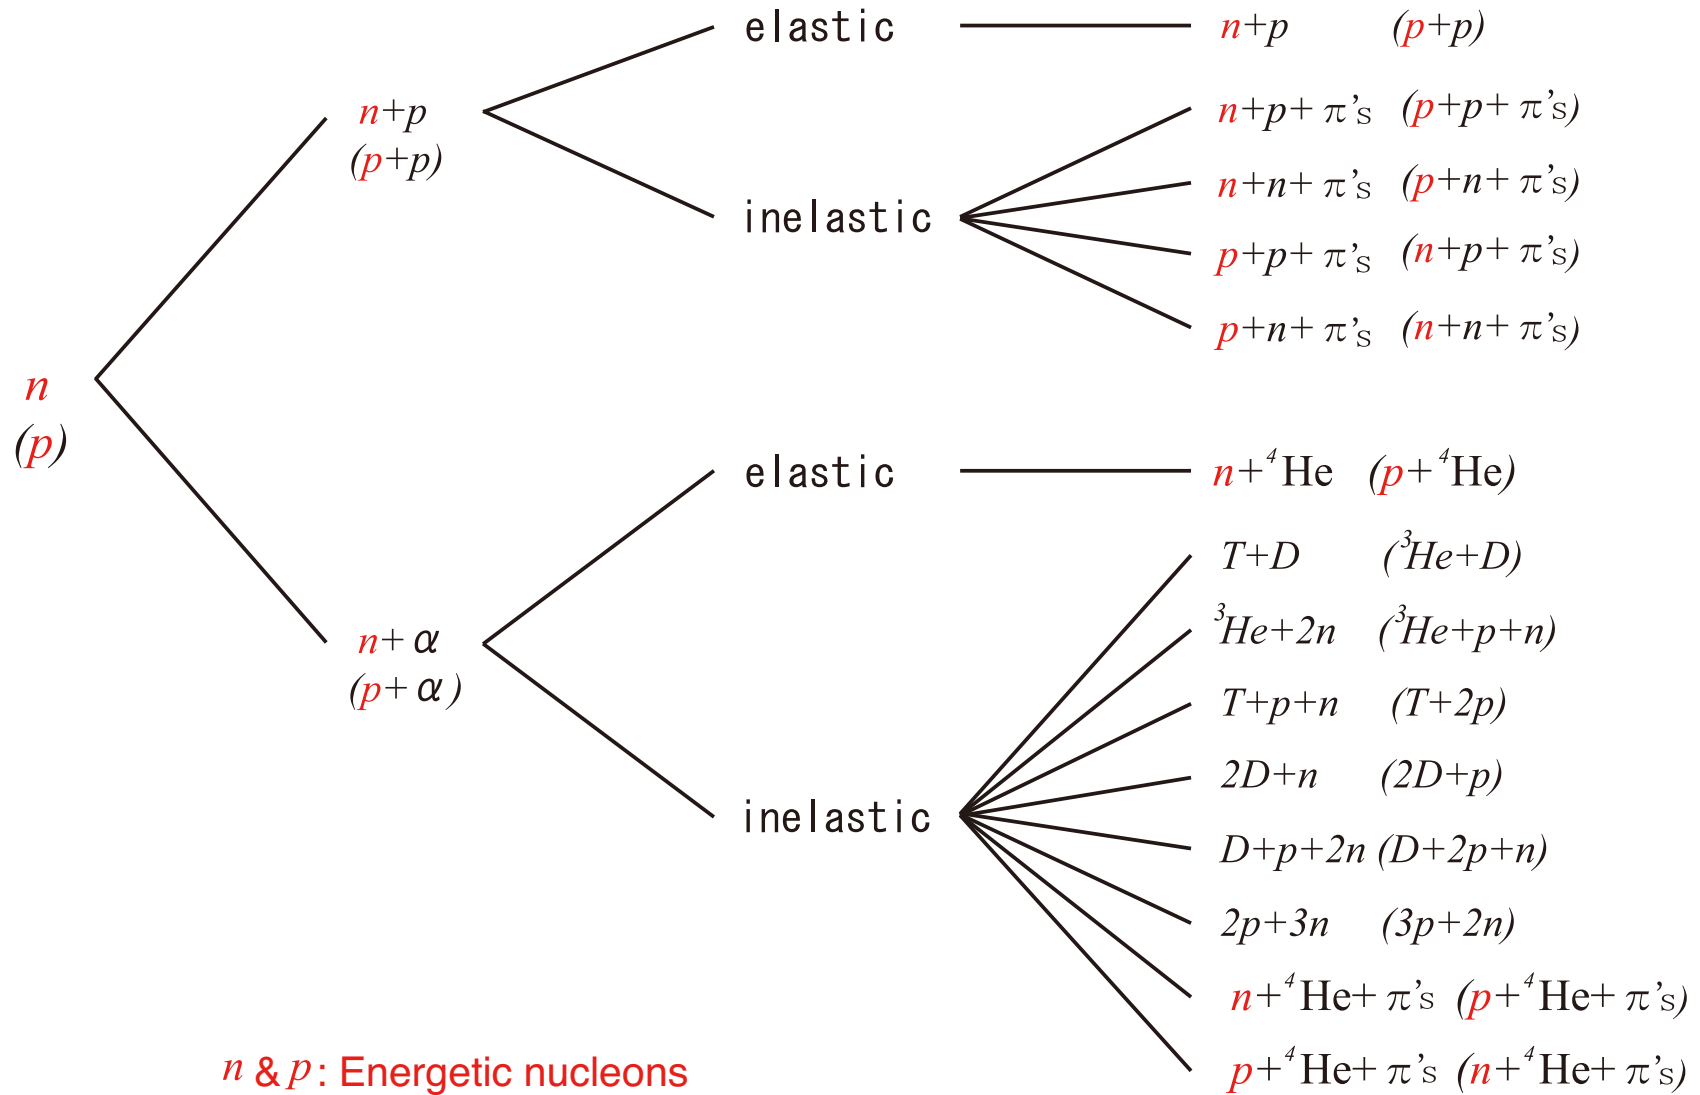 elastic
n+p (p+p)
n+p
(p+p)
n+p+π's (p+p+π's)
n+n+π's (p+n+π's)
inelastic
p+p+π's (n+p+π's)
p+n+π's (n+n+π's)
n
(p)
elastic
n+⁴He (p+⁴He)
T+D (³He+D)
³He+2n (³He+p+n)
n+α
(p+α)
T+p+n (T+2p)
2D+n (2D+p)
inelastic
D+p+2n (D+2p+n)
2p+3n (3p+2n)
n+⁴He+π's (p+⁴He+π's)
p+⁴He+π's (n+⁴He+π's)
n & p: Energetic nucleons